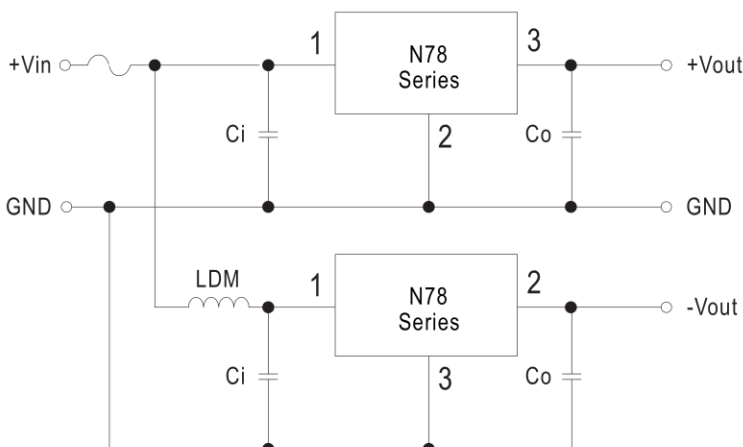 +Vin
1
N78
Series
3
+Vout
Ci
2
Co
GND
GND
LDM
1
N78
Series
2
-Vout
Ci
3
Co